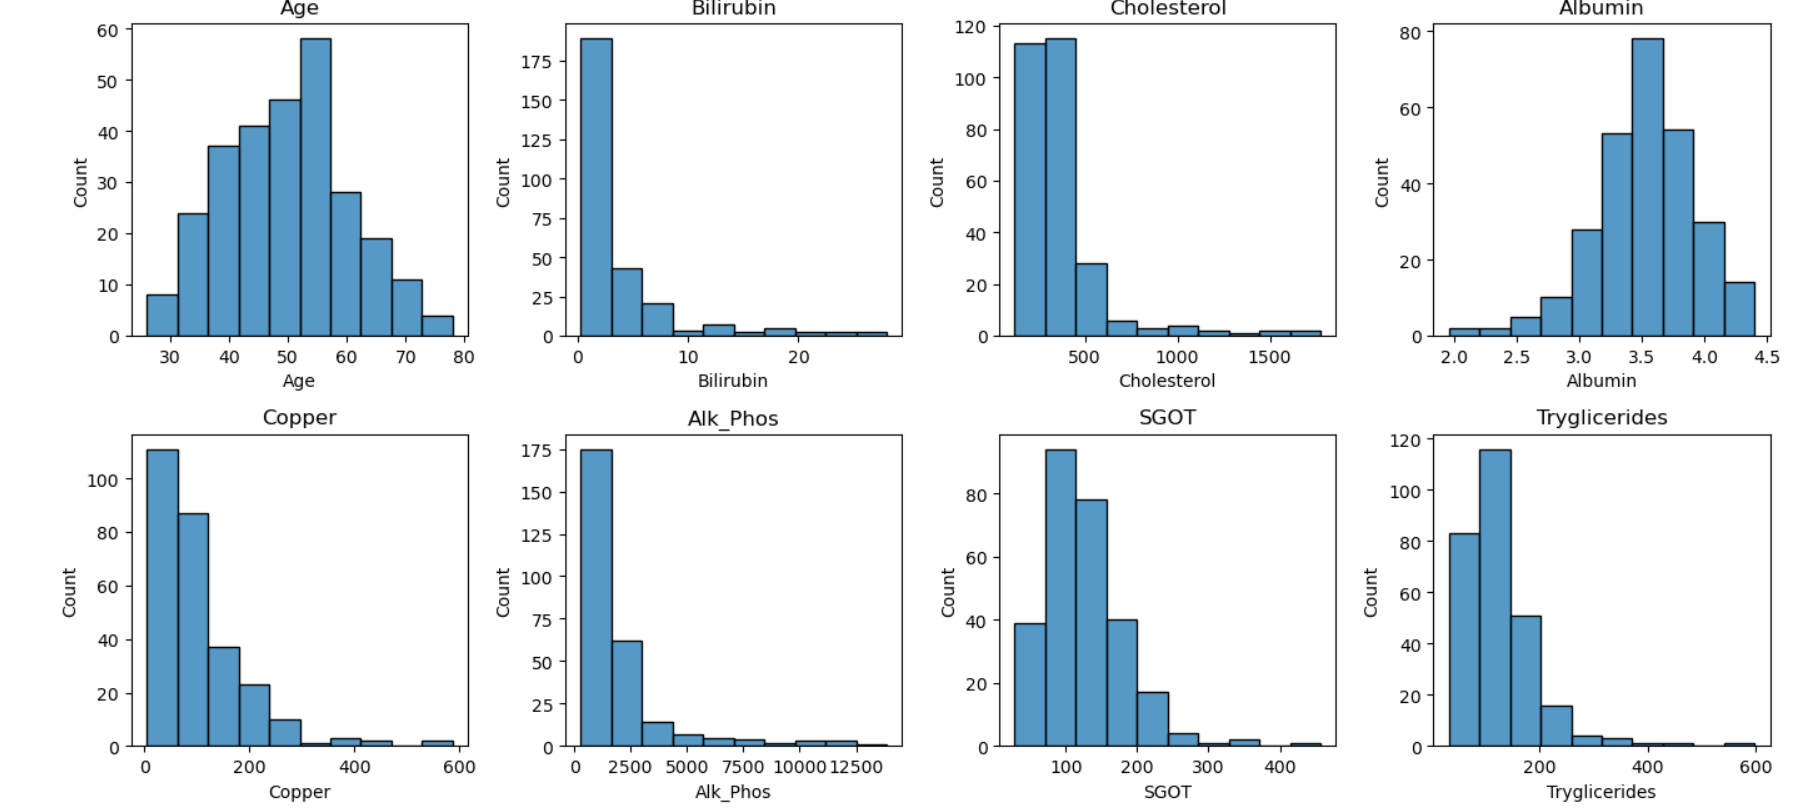 Age
Bilirubin
Cholesterol
Albumin
Count
60
50
40
30
20
10
0
30 40 50 60 70 80
Age
Count
175
150
125
100
75
50
25
0
0 10 20
Bilirubin
Count
120
100
80
60
40
20
0
500 1000 1500
Cholesterol
Count
80
60
40
20
0
2.0 2.5 3.0 3.5 4.0 4.5
Albumin
Copper
Alk_Phos
SGOT
Tryglicerides
Count
100
80
60
40
20
0
0 200 400 600
Copper
Count
175
150
125
100
75
50
25
0
0 2500 5000 7500 10000 12500
Alk_Phos
Count
80
60
40
20
0
100 200 300 400
SGOT
Count
120
100
80
60
40
20
0
200 400 600
Tryglicerides